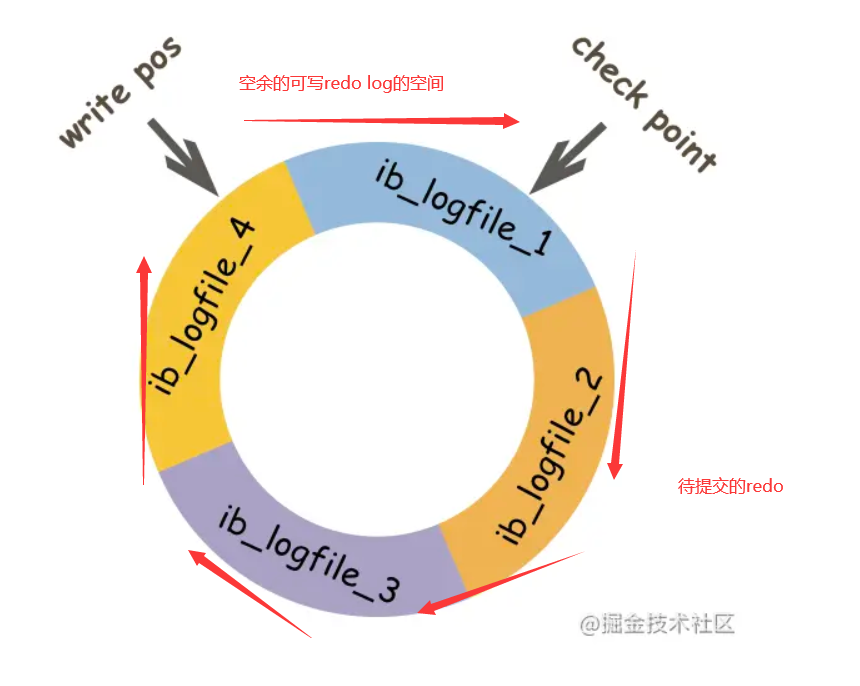 write pos
空余的可写redo log的空间
check point
ib_logfile_1
ib_logfile_4
ib_logfile_2
待提交的redo
ib_logfile_3
@掘金技术社区